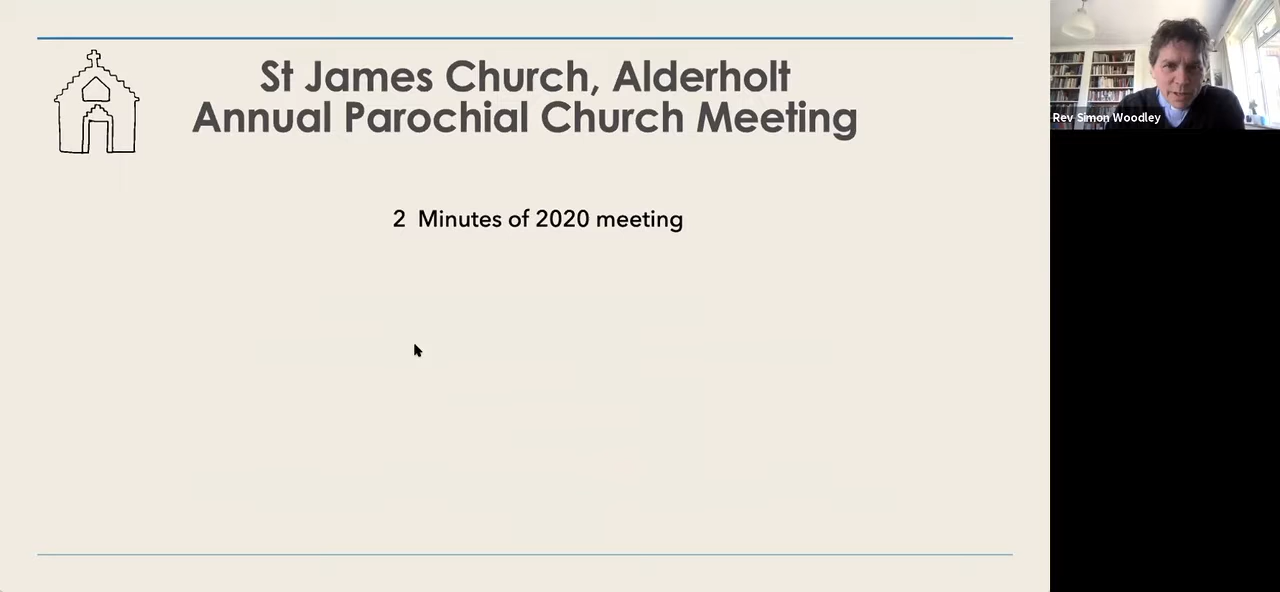 St James Church, Alderholt
Annual Parochial Church Meeting
2 Minutes of 2020 meeting
Rev Simon Woodley